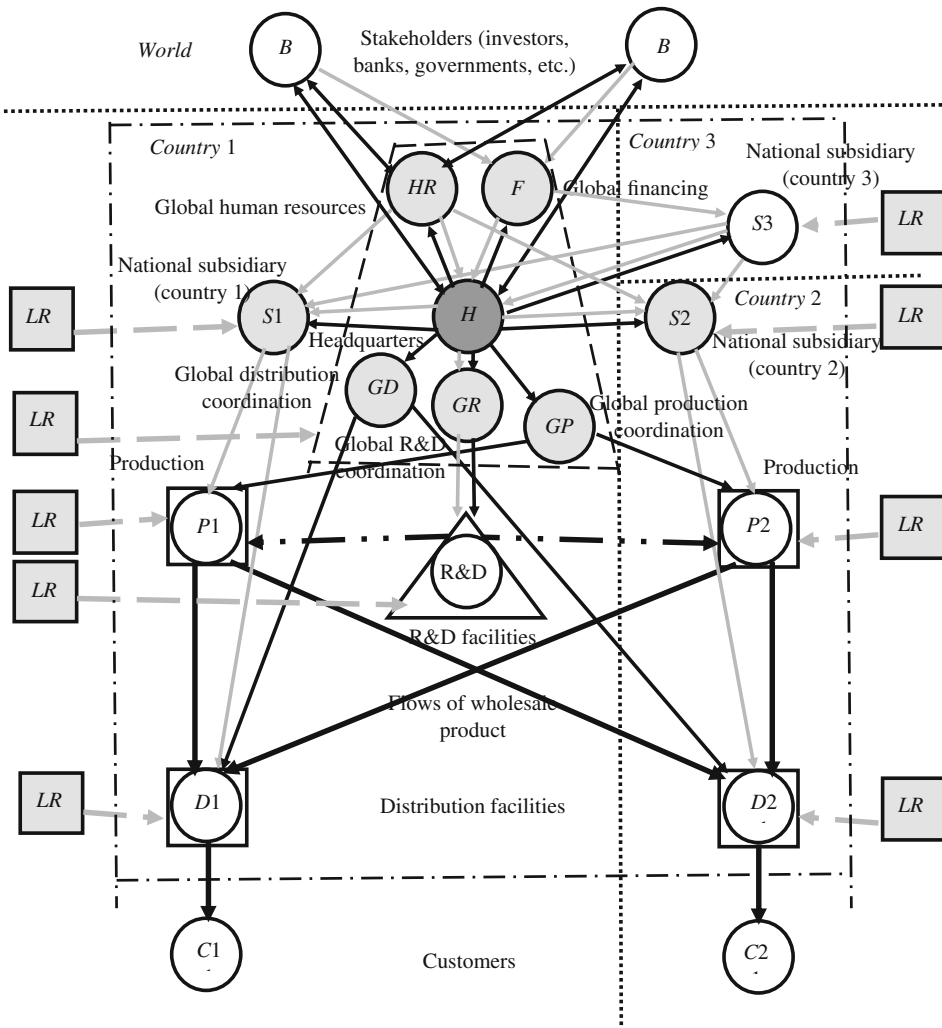 World
B
Stakeholders (investors,
banks, governments, etc.)
B
Country 1
Country 3
National subsidiary
(country 3)
HR
F
Global financing
Global human resources
S3
LR
National subsidiary
(country 1)
Country 2
LR
S1
H
S2
LR
Headquarters
National subsidiary
(country 2)
Global distribution
coordination
GD
GR
GP
Global production
coordination
LR
Global R&D
coordination
Production
Production
LR
P1
P2
LR
R&D
LR
R&D facilities
Flows of wholesale
product
LR
D1
Distribution facilities
D2
LR
C1
Customers
C2